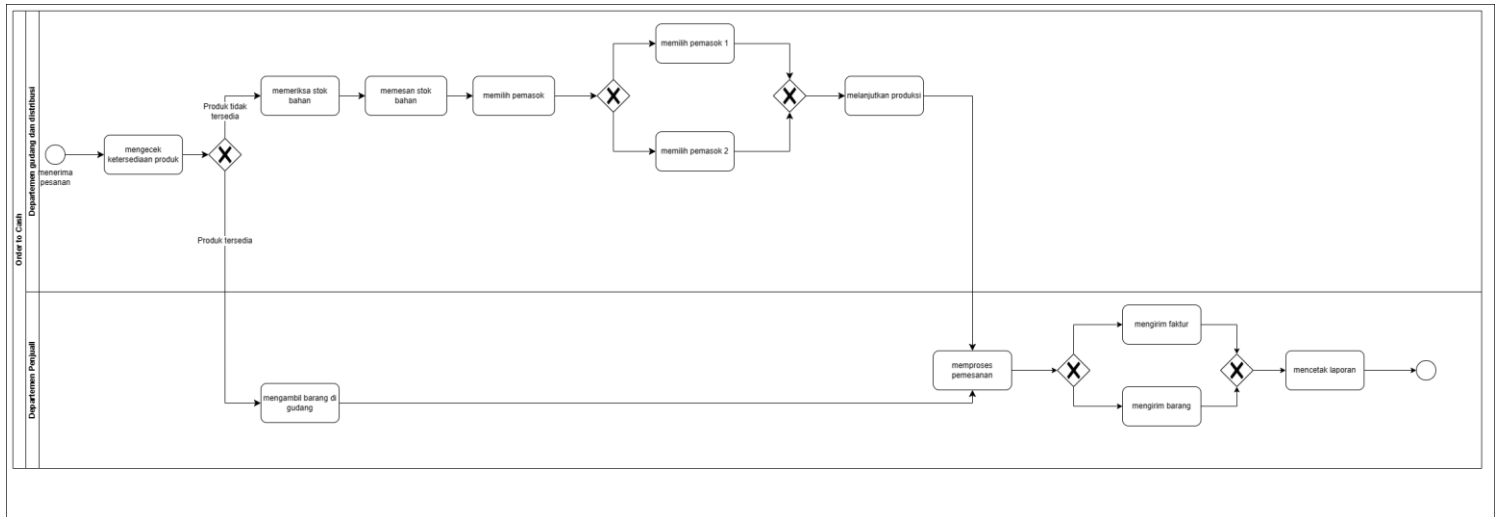 Order to Cash
Departemen gudang dan distribusi
menerima
pesanan
mengecek
ketersediaan produk
Produk tidak
tersedia
memeriksa stok
bahan
memesan stok
bahan
memilih pemasok
memilih pemasok 1
memilih pemasok 2
melanjutkan produksi
Produk tersedia
Departemen Penjuall
mengambil barang di
gudang
memproses
pemesanan
mengirim faktur
mengirim barang
mencetak laporan